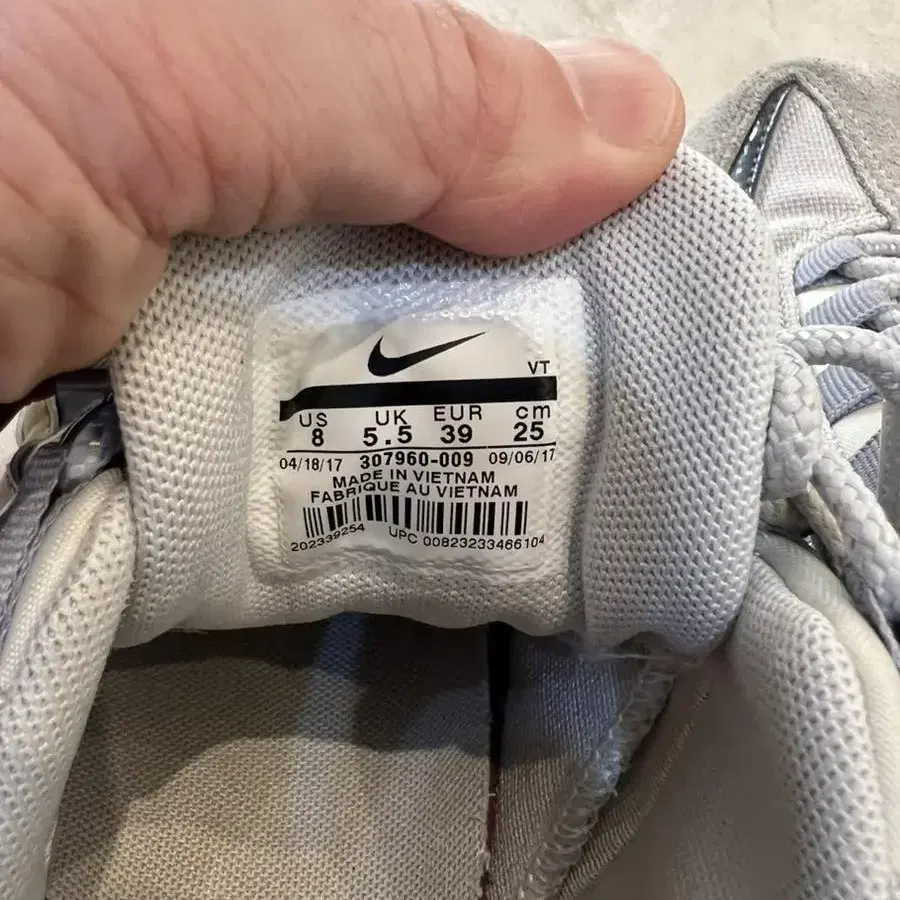 VT
US UK EUR cm
8 5.5 39 25
04/18/17 307960-009 09/06/17
MADE IN VIETNAM
FABRIQUE AU VIETNAM
202339254 UPC 00823233466104